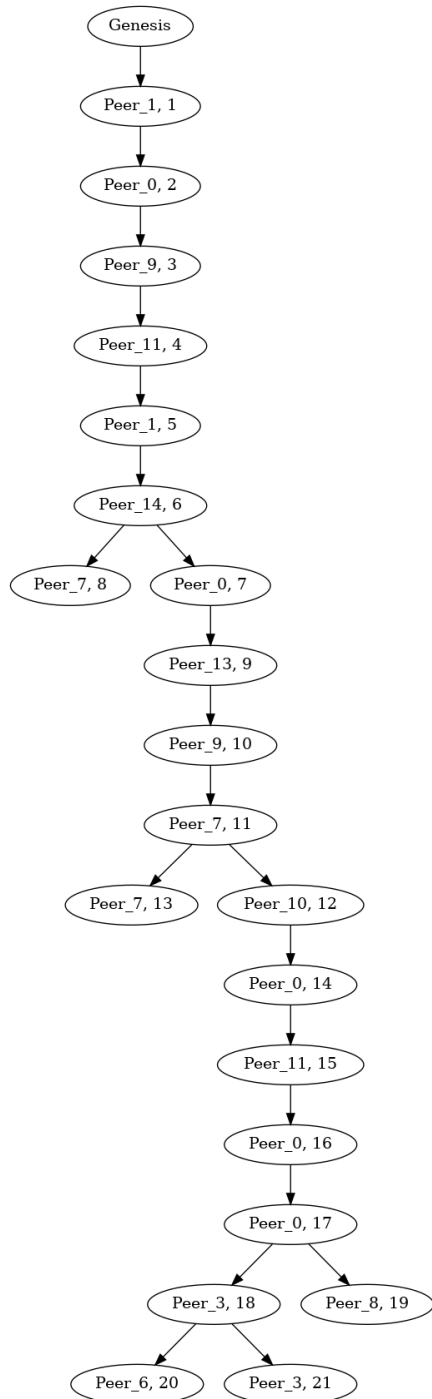 Genesis
Peer_1, 1
Peer_0, 2
Peer_9, 3
Peer_11, 4
Peer_1, 5
Peer_14, 6
Peer_7, 8
Peer_0, 7
Peer_13, 9
Peer_9, 10
Peer_7, 11
Peer_7, 13
Peer_10, 12
Peer_0, 14
Peer_11, 15
Peer_0, 16
Peer_0, 17
Peer_3, 18
Peer_8, 19
Peer_6, 20
Peer_3, 21